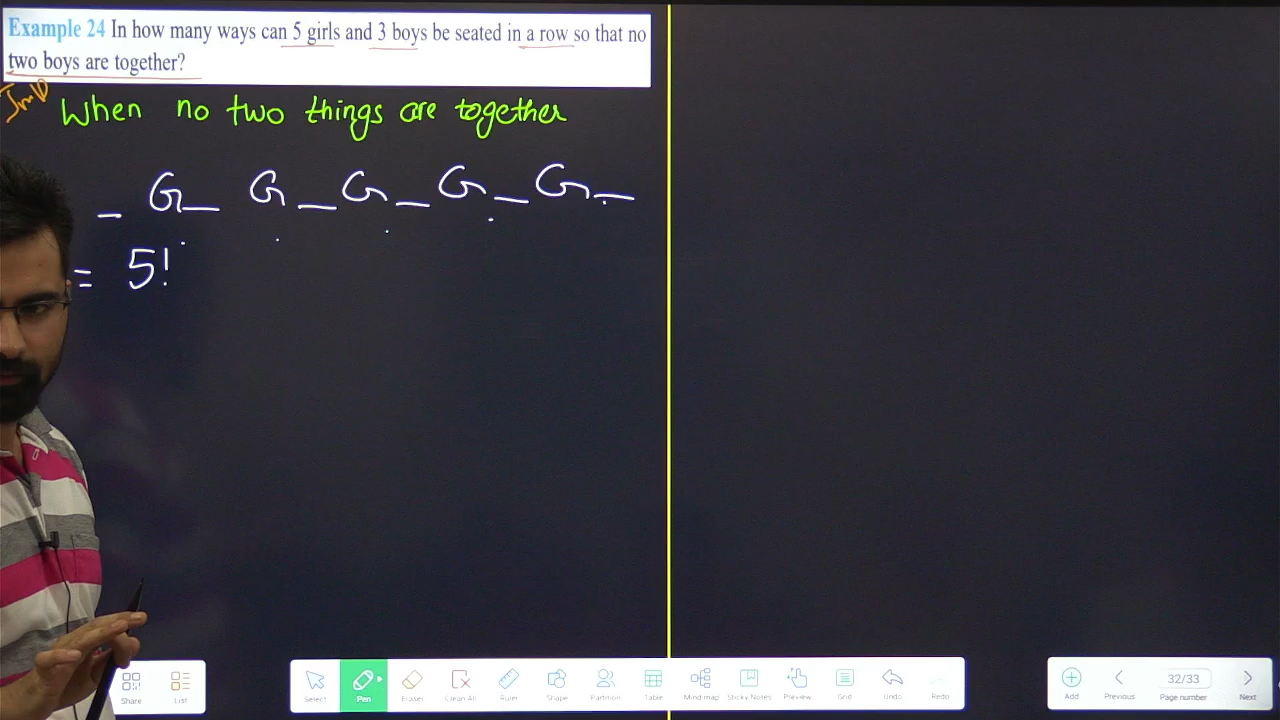 Example 24 In how many ways can 5 girls and 3 boys be seated in a row so that no
two boys are together?
Imp When no two things are together
_ G _ G _ G _ G _ G _
= 5!
Share
List
Select
Pen
Eraser
Clean All
Ruler
Shape
Partition
Table
Mind map
Sticky Notes
Preview
Grid
Undo
Redo
Add
Previous
32/33
Page number
Next